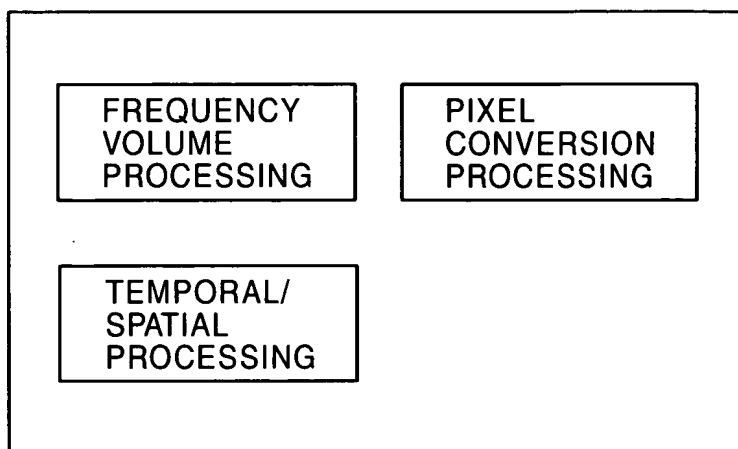 FREQUENCY
VOLUME
PROCESSING
PIXEL
CONVERSION
PROCESSING
TEMPORAL/
SPATIAL
PROCESSING